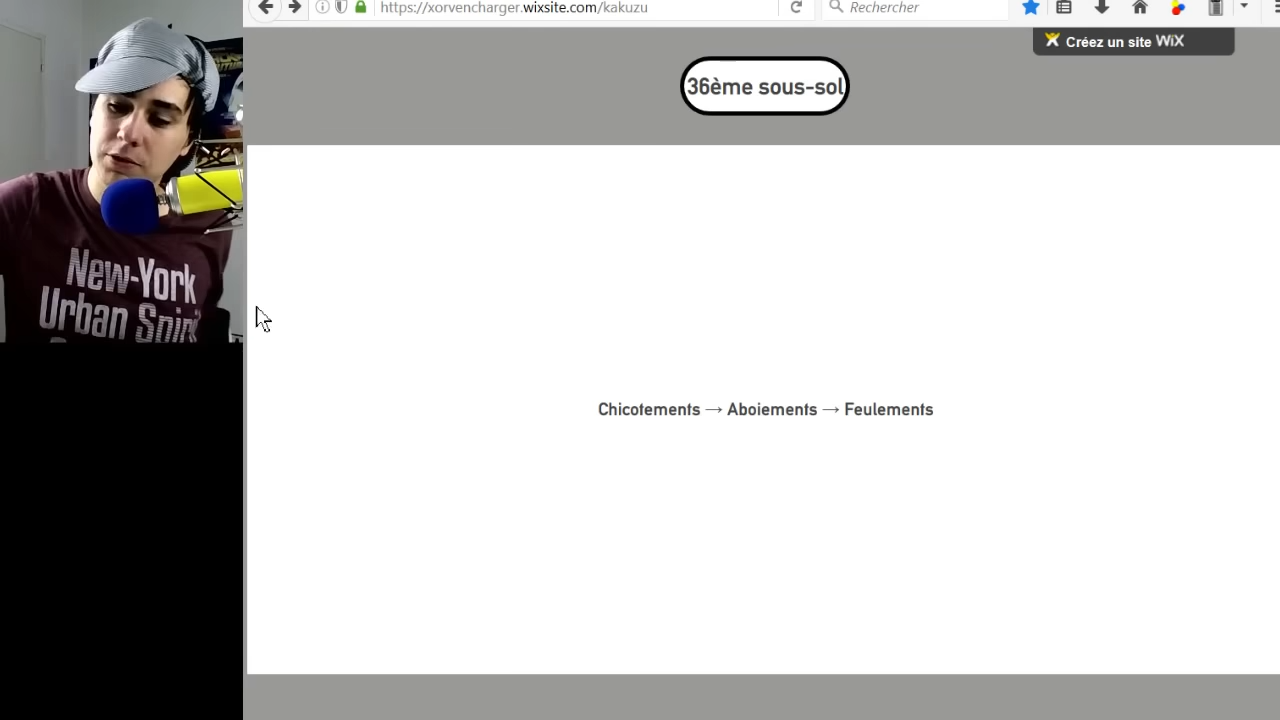 https://xorvencharger.wixsite.com/kakuzu
Rechercher
Créez un site WiX
36ème sous-sol
New-York
Urban Spiri
Chicotements → Aboiements → Feulements